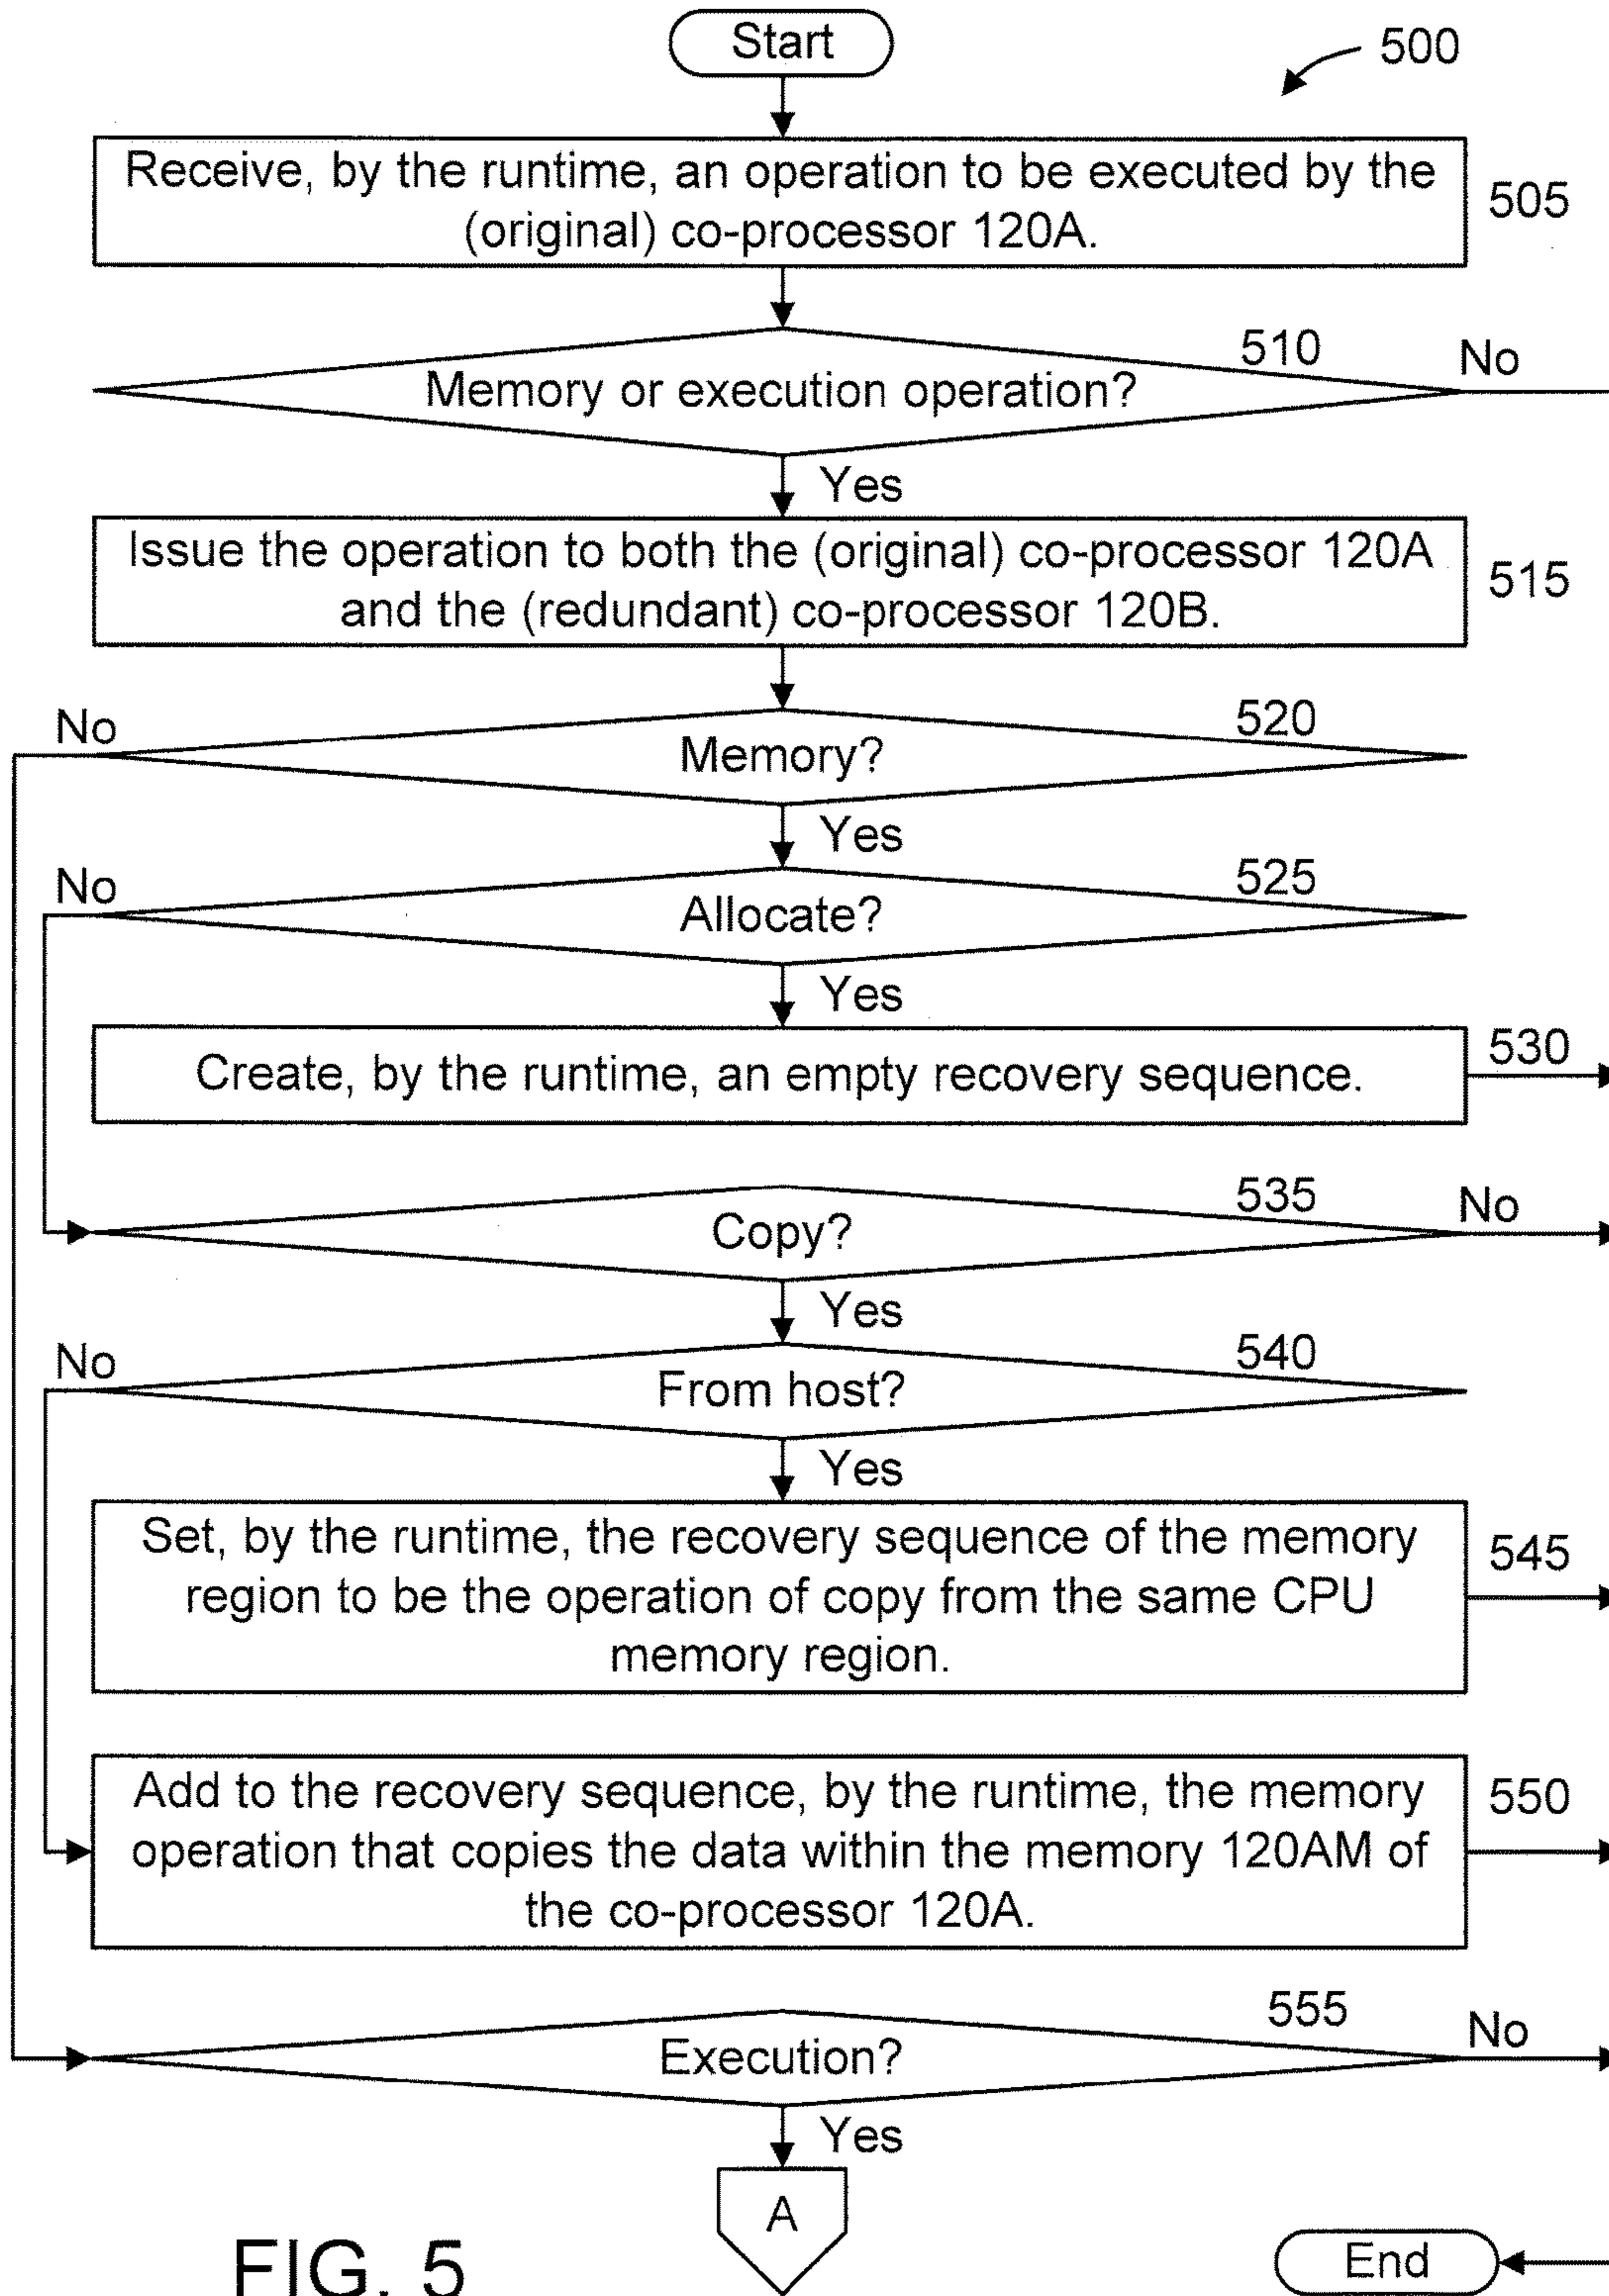 Start
500
Receive, by the runtime, an operation to be executed by the
(original) co-processor 120A.
505
510
No
Memory or execution operation?
Yes
Issue the operation to both the (original) co-processor 120A
and the (redundant) co-processor 120B.
515
No
520
Memory?
Yes
No
525
Allocate?
Yes
Create, by the runtime, an empty recovery sequence.
530
535
No
Copy?
Yes
No
540
From host?
Yes
Set, by the runtime, the recovery sequence of the memory
region to be the operation of copy from the same CPU
memory region.
545
Add to the recovery sequence, by the runtime, the memory
operation that copies the data within the memory 120AM of
the co-processor 120A.
550
555
No
Execution?
Yes
A
FIG. 5
End